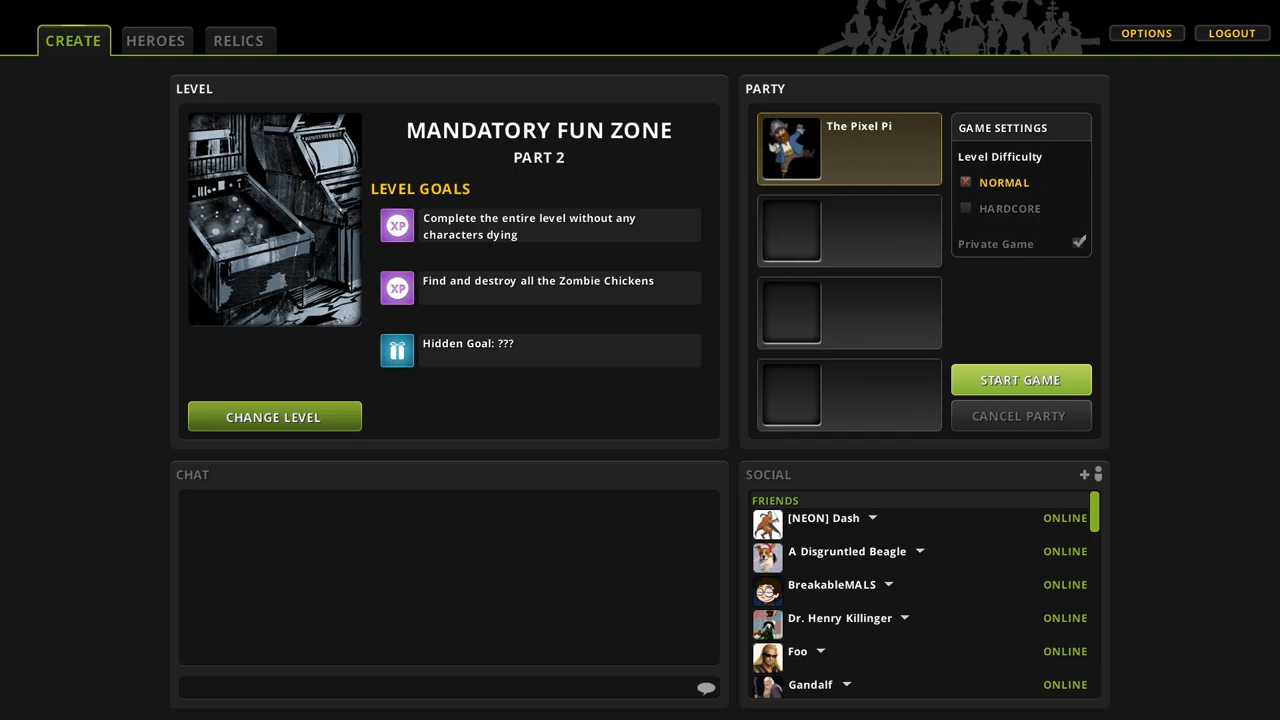 CREATE
HEROES
RELICS
OPTIONS
LOGOUT
LEVEL
MANDATORY FUN ZONE
PART 2
LEVEL GOALS
XP
Complete the entire level without any
characters dying
XP
Find and destroy all the Zombie Chickens
Hidden Goal: ???
CHANGE LEVEL
PARTY
The Pixel Pi
GAME SETTINGS
Level Difficulty
NORMAL
HARDCORE
Private Game
START GAME
CANCEL PARTY
CHAT
SOCIAL
FRIENDS
[NEON] Dash ONLINE
A Disgruntled Beagle ONLINE
BreakableMALS ONLINE
Dr. Henry Killinger ONLINE
Foo ONLINE
Gandalf ONLINE